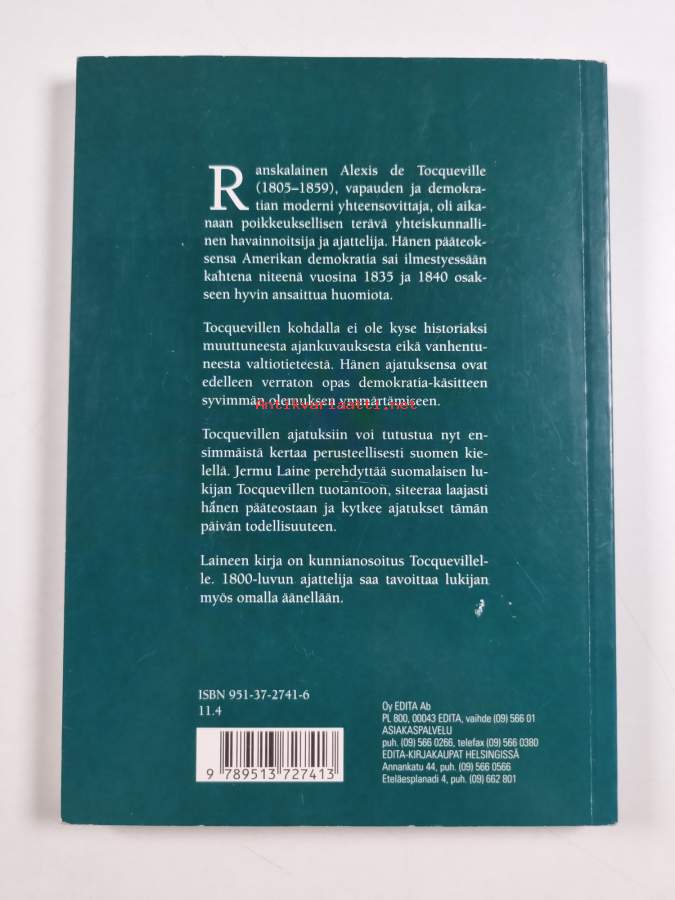 Ranskalainen Alexis de Tocqueville
(1805–1859), vapauden ja demokra-
tian moderni yhteensovittaja, oli aika-
naan poikkeuksellisen terävä yhteiskunnalli-
nen havainnoitsija ja ajattelija. Hänen pääteok-
sensa Amerikan demokratia sai ilmestyessään
kahtena niteenä vuosina 1835 ja 1840 osak-
seen hyvin ansaittua huomiota.
Tocquevillen kohdalla ei ole kyse historiaksi
muuttuneesta ajankuvauksesta eikä vanhentu-
neesta valtiotieteestä. Hänen ajatuksensa ovat
edelleen verraton opas demokratia-käsitteen
syvimmän olemuksen ymmärtämiseen.
Antikvariaatti.net
Tocquevillen ajatuksiin voi tutustua nyt en-
simmäistä kertaa perusteellisesti suomen kie-
lellä. Jermu Laine perehdyttää suomalaisen lu-
kijan Tocquevillen tuotantoon, siteeraa laajasti
hänen pääteostaan ja kytkee ajatukset tämän
päivän todellisuuteen.
Laineen kirja on kunnianosoitus Tocquevillel-
le. 1800-luvun ajattelija saa tavoittaa lukijan
myös omalla äänellään.
ISBN 951-37-2741-6
11.4
9 789513 727413
Oy EDITA Ab
PL 800, 00043 EDITA, vaihde (09) 566 01
ASIAKASPALVELU
puh. (09) 566 0266, telefax (09) 566 0380
EDITA-KIRJAKAUPAT HELSINGISSÄ
Annankatu 44, puh. (09) 566 0566
Eteläesplanadi 4, puh. (09) 662 801